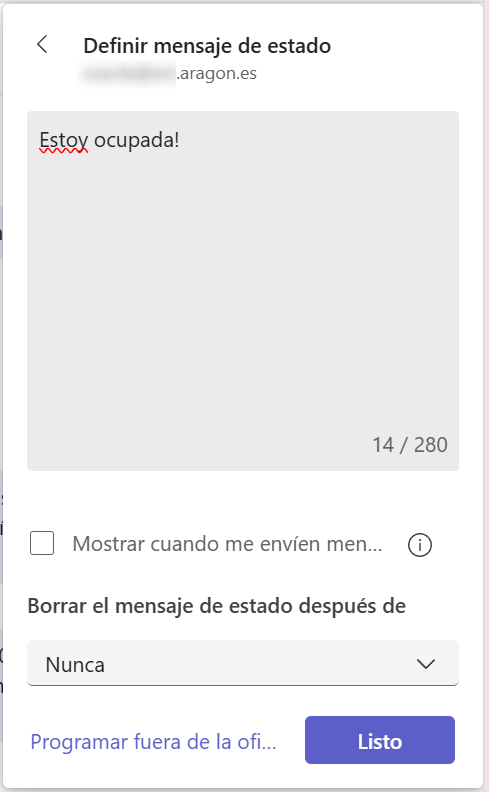 Definir mensaje de estado
.aragon.es
Estoy ocupada!
14 / 280
Mostrar cuando me envíen men...
Borrar el mensaje de estado después de
Nunca
Programar fuera de la ofi...
Listo